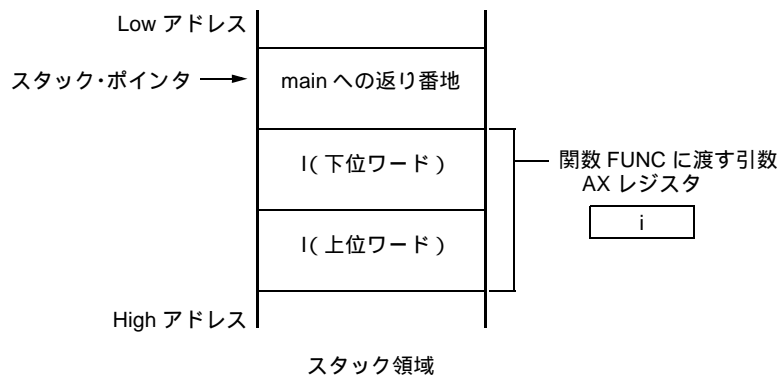 Low アドレス
スタック・ポインタ
main への返り番地
l( 下位ワード )
関数 FUNC に渡す引数
AX レジスタ
i
l( 上位ワード )
High アドレス
スタック領域